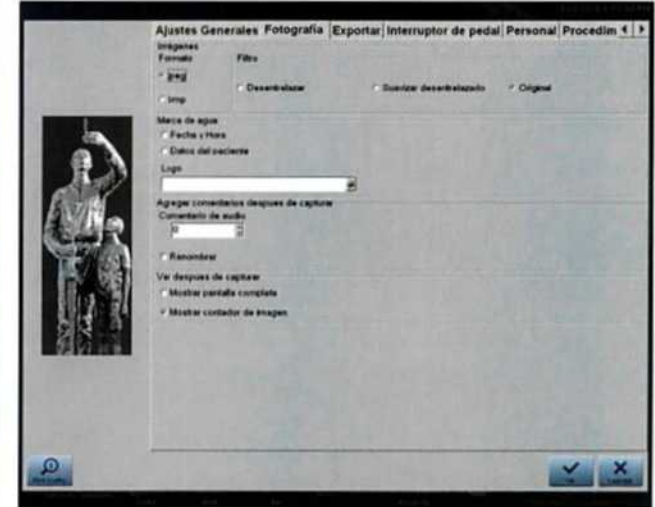 Ajustes Generales Fotografía Exportar Interruptor de pedal Personal Procedim
Imágenes
Formato Filtro
jpeg
Desentrelazar Suavizar desentrelazado Original
bmp
Marca de agua
Fecha y Hora
Datos del paciente
Logo
Agregar comentarios despues de capturar
Comentario de audio
0
Renombrar
Ver despues de capturar
Mostrar pantalla completa
Mostrar contador de imagen